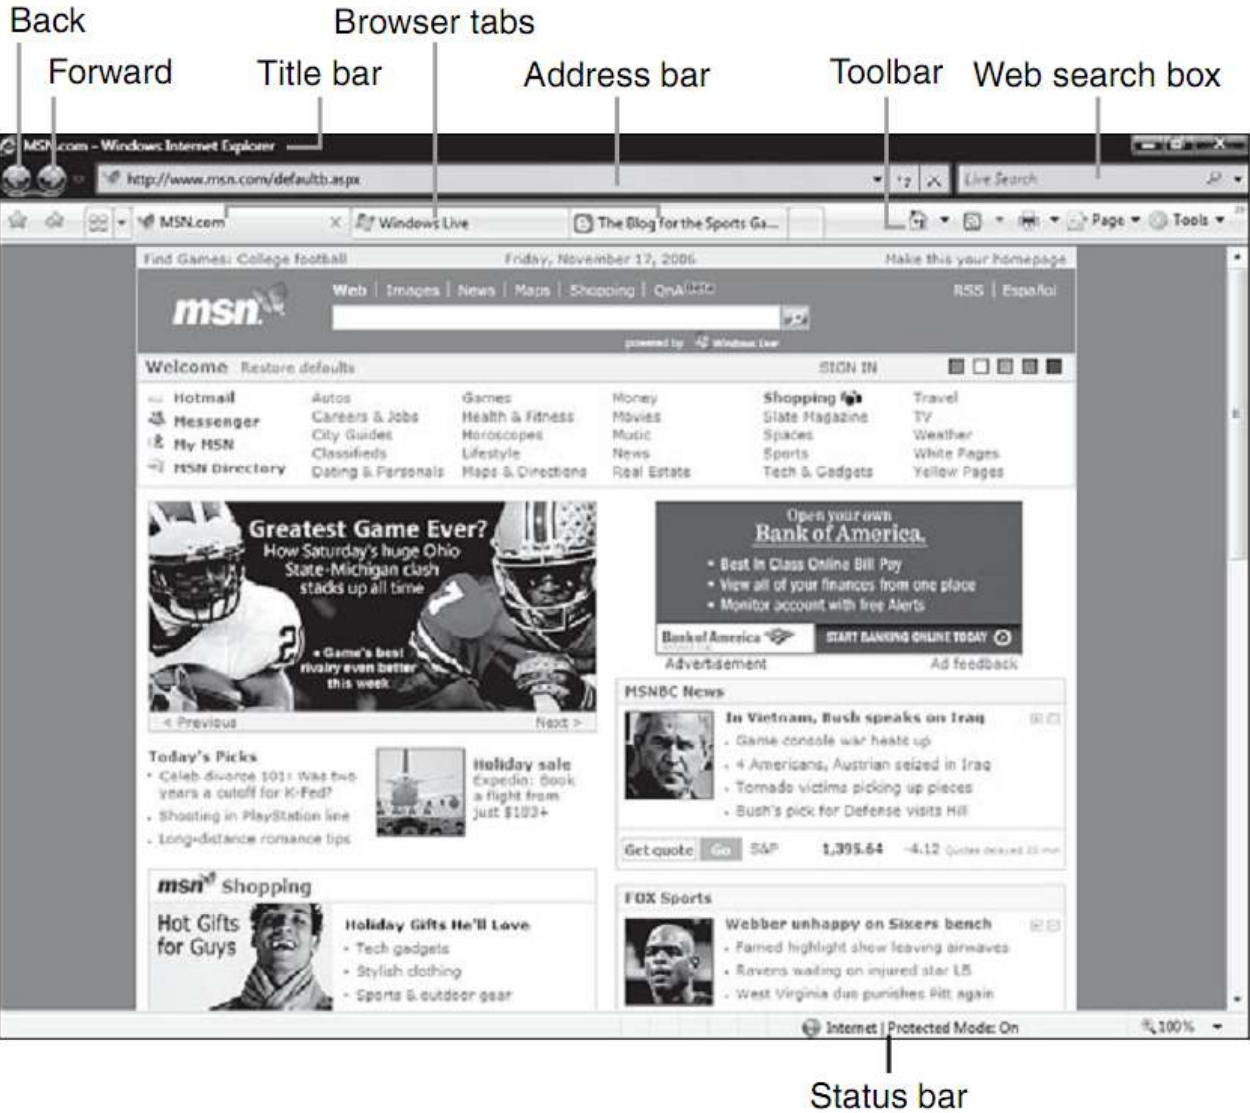 Back
Browser tabs
Forward
Title bar
Address bar
Toolbar
Web search box
MSN.com - Windows Internet Explorer
http://www.msn.com/defaultb.aspx
Live Search
MSN.com
Windows Live
The Blog for the Sports Ga...
Page
Tools
Find Games: College football
Friday, November 17, 2006
Make this your homepage
Web | Images | News | Maps | Shopping | QnA Beta
RSS | Español
msn
powered by Windows Live
Welcome Restore defaults
SIGN IN
Hotmail
Messenger
My MSN
MSN Directory
Autos
Careers & Jobs
City Guides
Classifieds
Dating & Personals
Games
Health & Fitness
Horoscopes
Lifestyle
Maps & Directions
Money
Movies
Music
News
Real Estate
Shopping
Slate Magazine
Spaces
Sports
Tech & Gadgets
Travel
TV
Weather
White Pages
Yellow Pages
Greatest Game Ever?
How Saturday's huge Ohio
State-Michigan clash
stacks up all time
7
2
• Game's best
rivalry even better
this week
< Previous
Next >
Open your own
Bank of America.
• Best In Class Online Bill Pay
• View all of your finances from one place
• Monitor account with free Alerts
Bank of America
START BANKING ONLINE TODAY
Advertisement
Ad feedback
Today's Picks
• Celeb divorce 101: Was two
years a cutoff for K-Fed?
• Shooting in PlayStation line
• Long-distance romance tips
Holiday sale
Expedia: Book
a flight from
just $183+
MSNBC News
In Vietnam, Bush speaks on Iraq
• Game console war heats up
• 4 Americans, Austrian seized in Iraq
• Tornado victims picking up pieces
• Bush's pick for Defense visits Hill
Get quote
Go
S&P
1,395.64
-4.12
Quotes delayed 20 min
msn Shopping
Hot Gifts
for Guys
Holiday Gifts He'll Love
• Tech gadgets
• Stylish clothing
• Sports & outdoor gear
FOX Sports
Webber unhappy on Sixers bench
• Famed highlight show leaving airwaves
• Ravens waiting on injured star LB
• West Virginia duo punishes Pitt again
Internet | Protected Mode: On
100%
Status bar